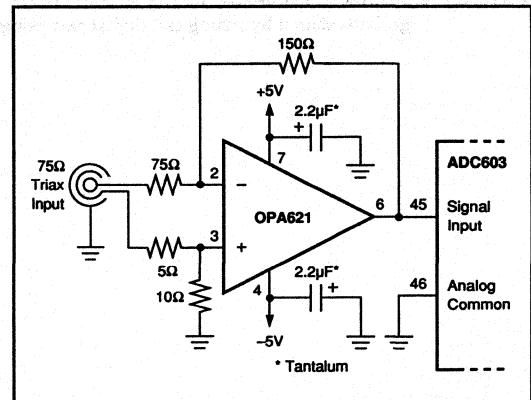 150Ω
+5V
2.2µF*
+
7
ADC603
75Ω
Triax
Input
75Ω
2
−
6
45
Signal
Input
OPA621
3
+
5Ω
10Ω
4
2.2µF*
+
46
Analog
Common
−5V
* Tantalum